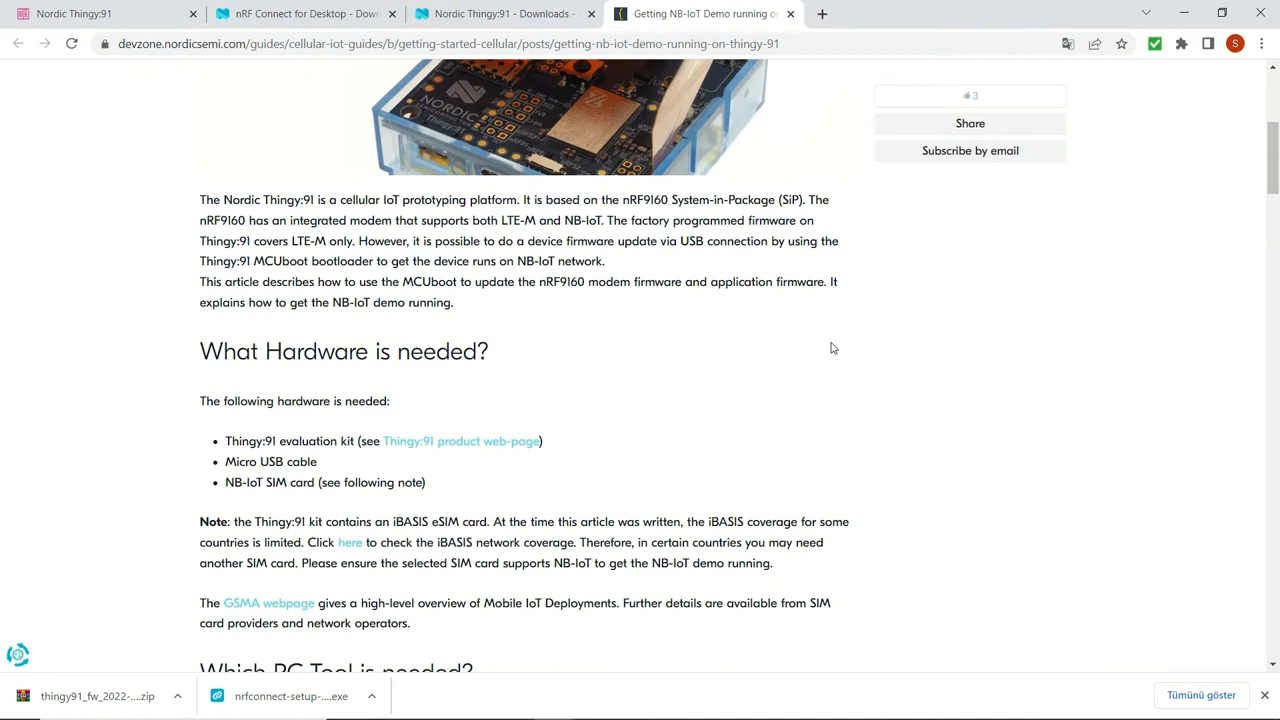 Nordic Thingy:91
nRF Connect for Desktop - Down
Nordic Thingy:91 - Downloads -
Getting NB-IoT Demo running on
devzone.nordicsemi.com/guides/cellular-iot-guides/b/getting-started-cellular/posts/getting-nb-iot-demo-running-on-thingy-91
S
NORDIC
SEMICONDUCTOR
Thingy:91
3
Share
Subscribe by email
The Nordic Thingy:91 is a cellular IoT prototyping platform. It is based on the nRF9160 System-in-Package (SiP). The
nRF9160 has an integrated modem that supports both LTE-M and NB-IoT. The factory programmed firmware on
Thingy:91 covers LTE-M only. However, it is possible to do a device firmware update via USB connection by using the
Thingy:91 MCUboot bootloader to get the device runs on NB-IoT network.
This article describes how to use the MCUboot to update the nRF9160 modem firmware and application firmware. It
explains how to get the NB-IoT demo running.
What Hardware is needed?
The following hardware is needed:
• Thingy:91 evaluation kit (see Thingy:91 product web-page)
• Micro USB cable
• NB-IoT SIM card (see following note)
Note: the Thingy:91 kit contains an iBASIS eSIM card. At the time this article was written, the iBASIS coverage for some
countries is limited. Click here to check the iBASIS network coverage. Therefore, in certain countries you may need
another SIM card. Please ensure the selected SIM card supports NB-IoT to get the NB-IoT demo running.
The GSMA webpage gives a high-level overview of Mobile IoT Deployments. Further details are available from SIM
card providers and network operators.
Which PC Tool is needed?
thingy91_fw_2022-....zip
nrfconnect-setup-....exe
Tümünü göster